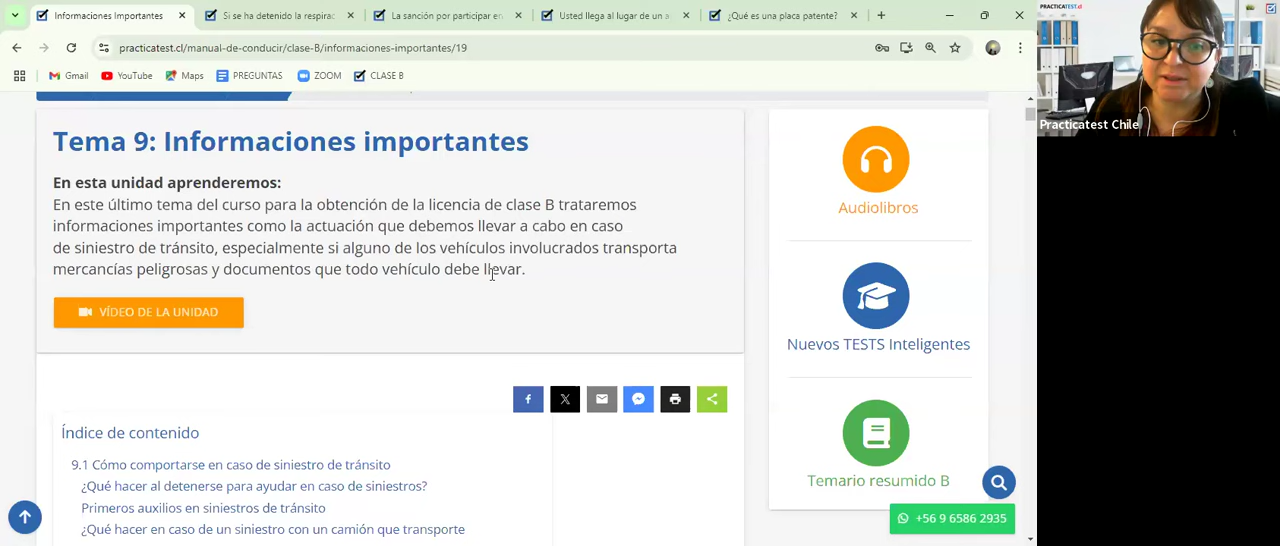 Informaciones Importantes
Si se ha detenido la respirac
La sanción por participar en
Usted llega al lugar de un a
¿Qué es una placa patente?
practicatest.cl/manual-de-conducir/clase-B/informaciones-importantes/19
Gmail
YouTube
Maps
PREGUNTAS
ZOOM
CLASE B
PRACTICATEST.cl
Practicatest Chile
Tema 9: Informaciones importantes
En esta unidad aprenderemos:
En este último tema del curso para la obtención de la licencia de clase B trataremos
informaciones importantes como la actuación que debemos llevar a cabo en caso
de siniestro de tránsito, especialmente si alguno de los vehículos involucrados transporta
mercancías peligrosas y documentos que todo vehículo debe llevar.
VÍDEO DE LA UNIDAD
Audiolibros
Nuevos TESTS Inteligentes
Temario resumido B
+56 9 6586 2935
Índice de contenido
9.1 Cómo comportarse en caso de siniestro de tránsito
¿Qué hacer al detenerse para ayudar en caso de siniestros?
Primeros auxilios en siniestros de tránsito
¿Qué hacer en caso de un siniestro con un camión que transporte